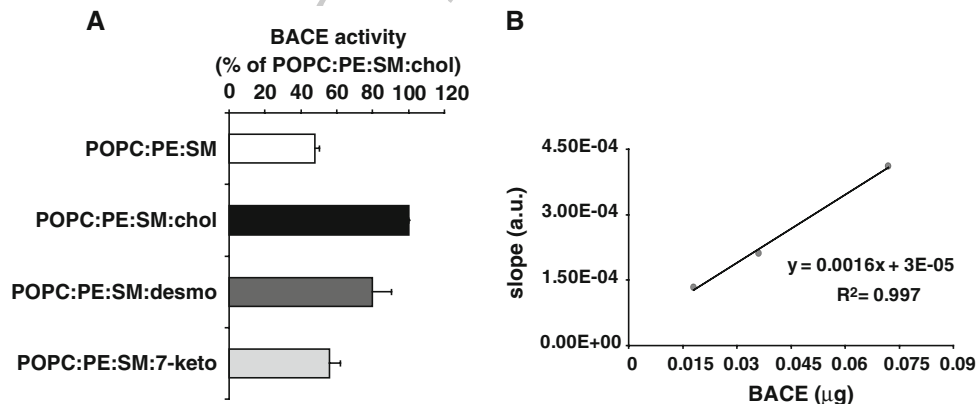 A
BACE activity
(% of POPC:PE:SM:chol)
0 20 40 60 80 100 120
POPC:PE:SM
POPC:PE:SM:chol
POPC:PE:SM:desmo
POPC:PE:SM:7-keto
B
slope (a.u.)
4.50E-04
3.00E-04
1.50E-04
0.00E+00
y = 0.0016x + 3E-05
R²= 0.997
0 0.015 0.03 0.045 0.06 0.075 0.09
BACE (μg)